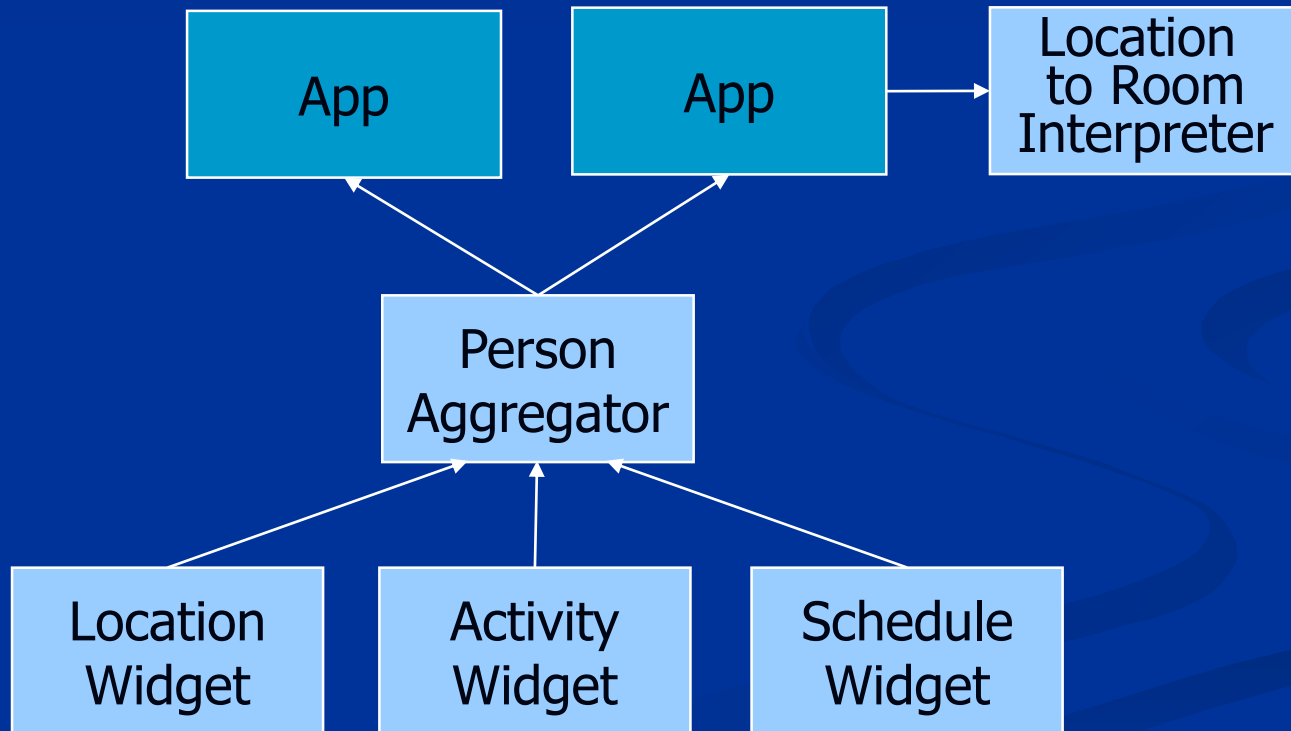 App
App
Location
to Room
Interpreter
Person
Aggregator
Location
Widget
Activity
Widget
Schedule
Widget